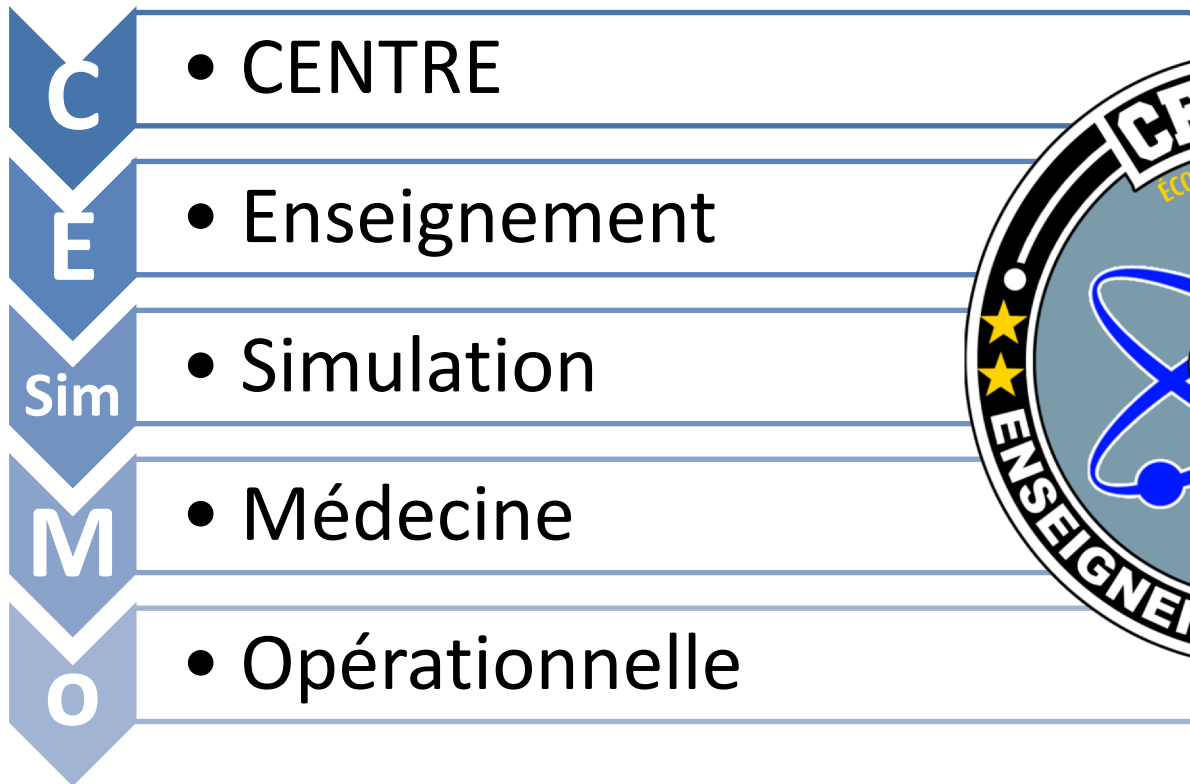 C
• CENTRE
E
• Enseignement
Sim
• Simulation
M
• Médecine
o
• Opérationnelle